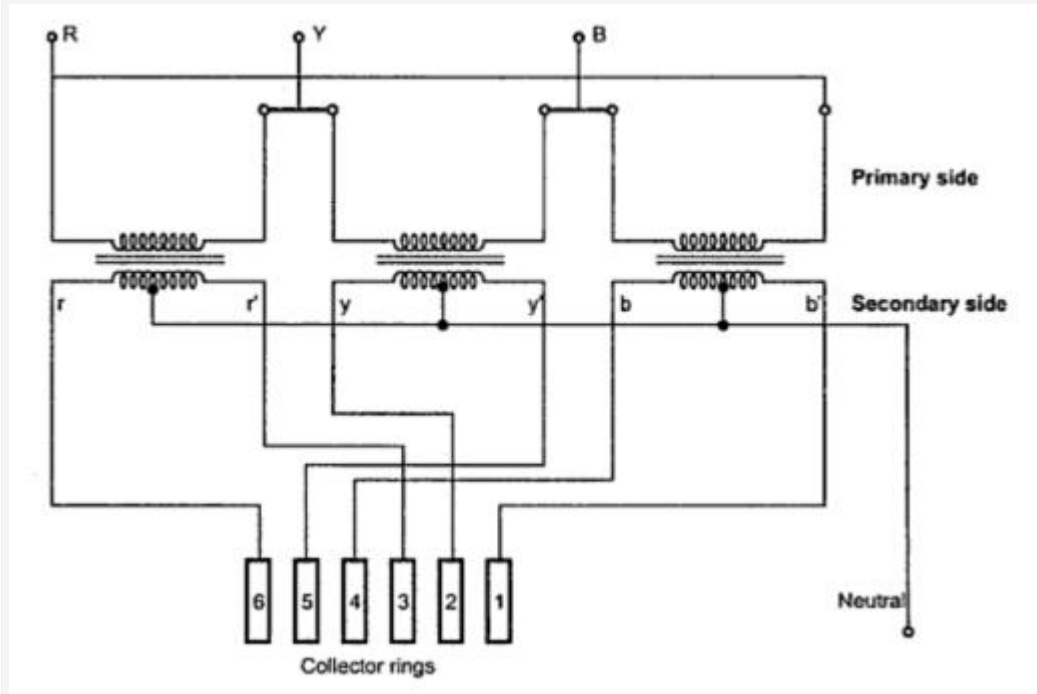 R Y B
Primary side
r r' y y' b b' Secondary side
6 5 4 3 2 1
Neutral
Collector rings